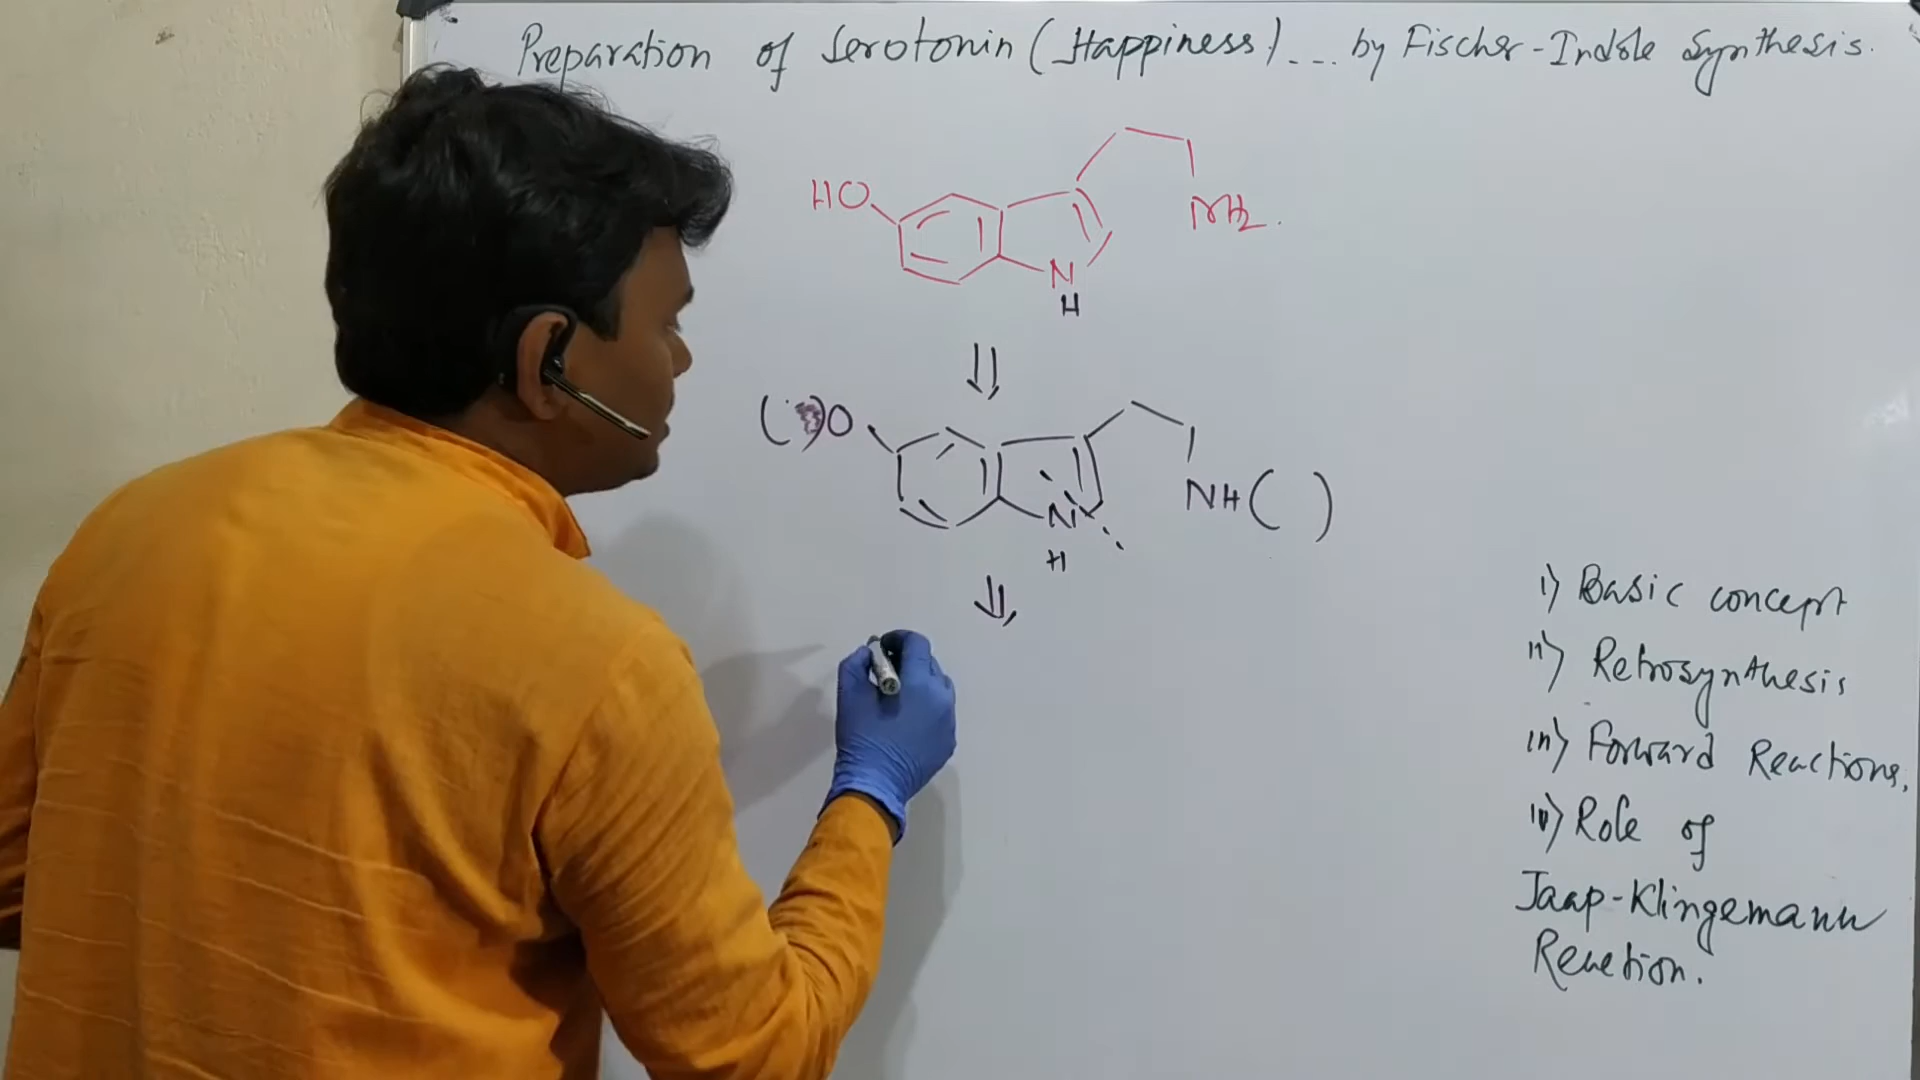 Preparation of Serotonin (Happiness) ... by Fischer-Indole Synthesis.
HO
NH2.
N
H
( )O
NH ( )
N
H
i) Basic concept
ii) Retrosynthesis
iii) Forward Reactions,
iv) Role of
Jaap-Klingemann
Reaction.